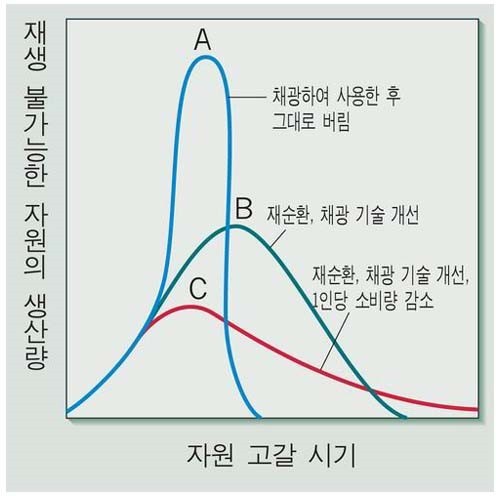 재생 불가능한 자원의 생산량
A
채광하여 사용한 후
그대로 버림
B
재순환, 채광 기술 개선
재순환, 채광 기술 개선,
1인당 소비량 감소
C
자원 고갈 시기